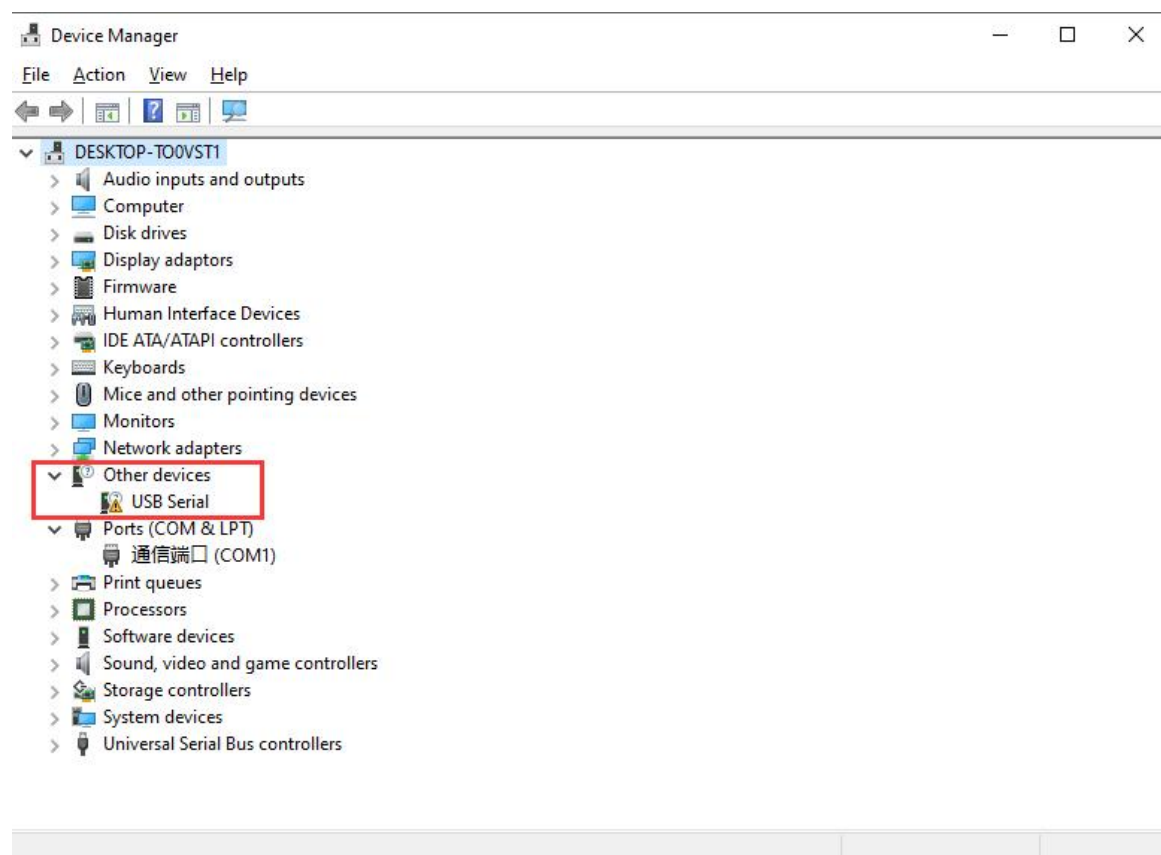 Device Manager
File Action View Help
DESKTOP-TO0VST1
Audio inputs and outputs
Computer
Disk drives
Display adaptors
Firmware
Human Interface Devices
IDE ATA/ATAPI controllers
Keyboards
Mice and other pointing devices
Monitors
Network adapters
Other devices
USB Serial
Ports (COM & LPT)
通信端口 (COM1)
Print queues
Processors
Software devices
Sound, video and game controllers
Storage controllers
System devices
Universal Serial Bus controllers